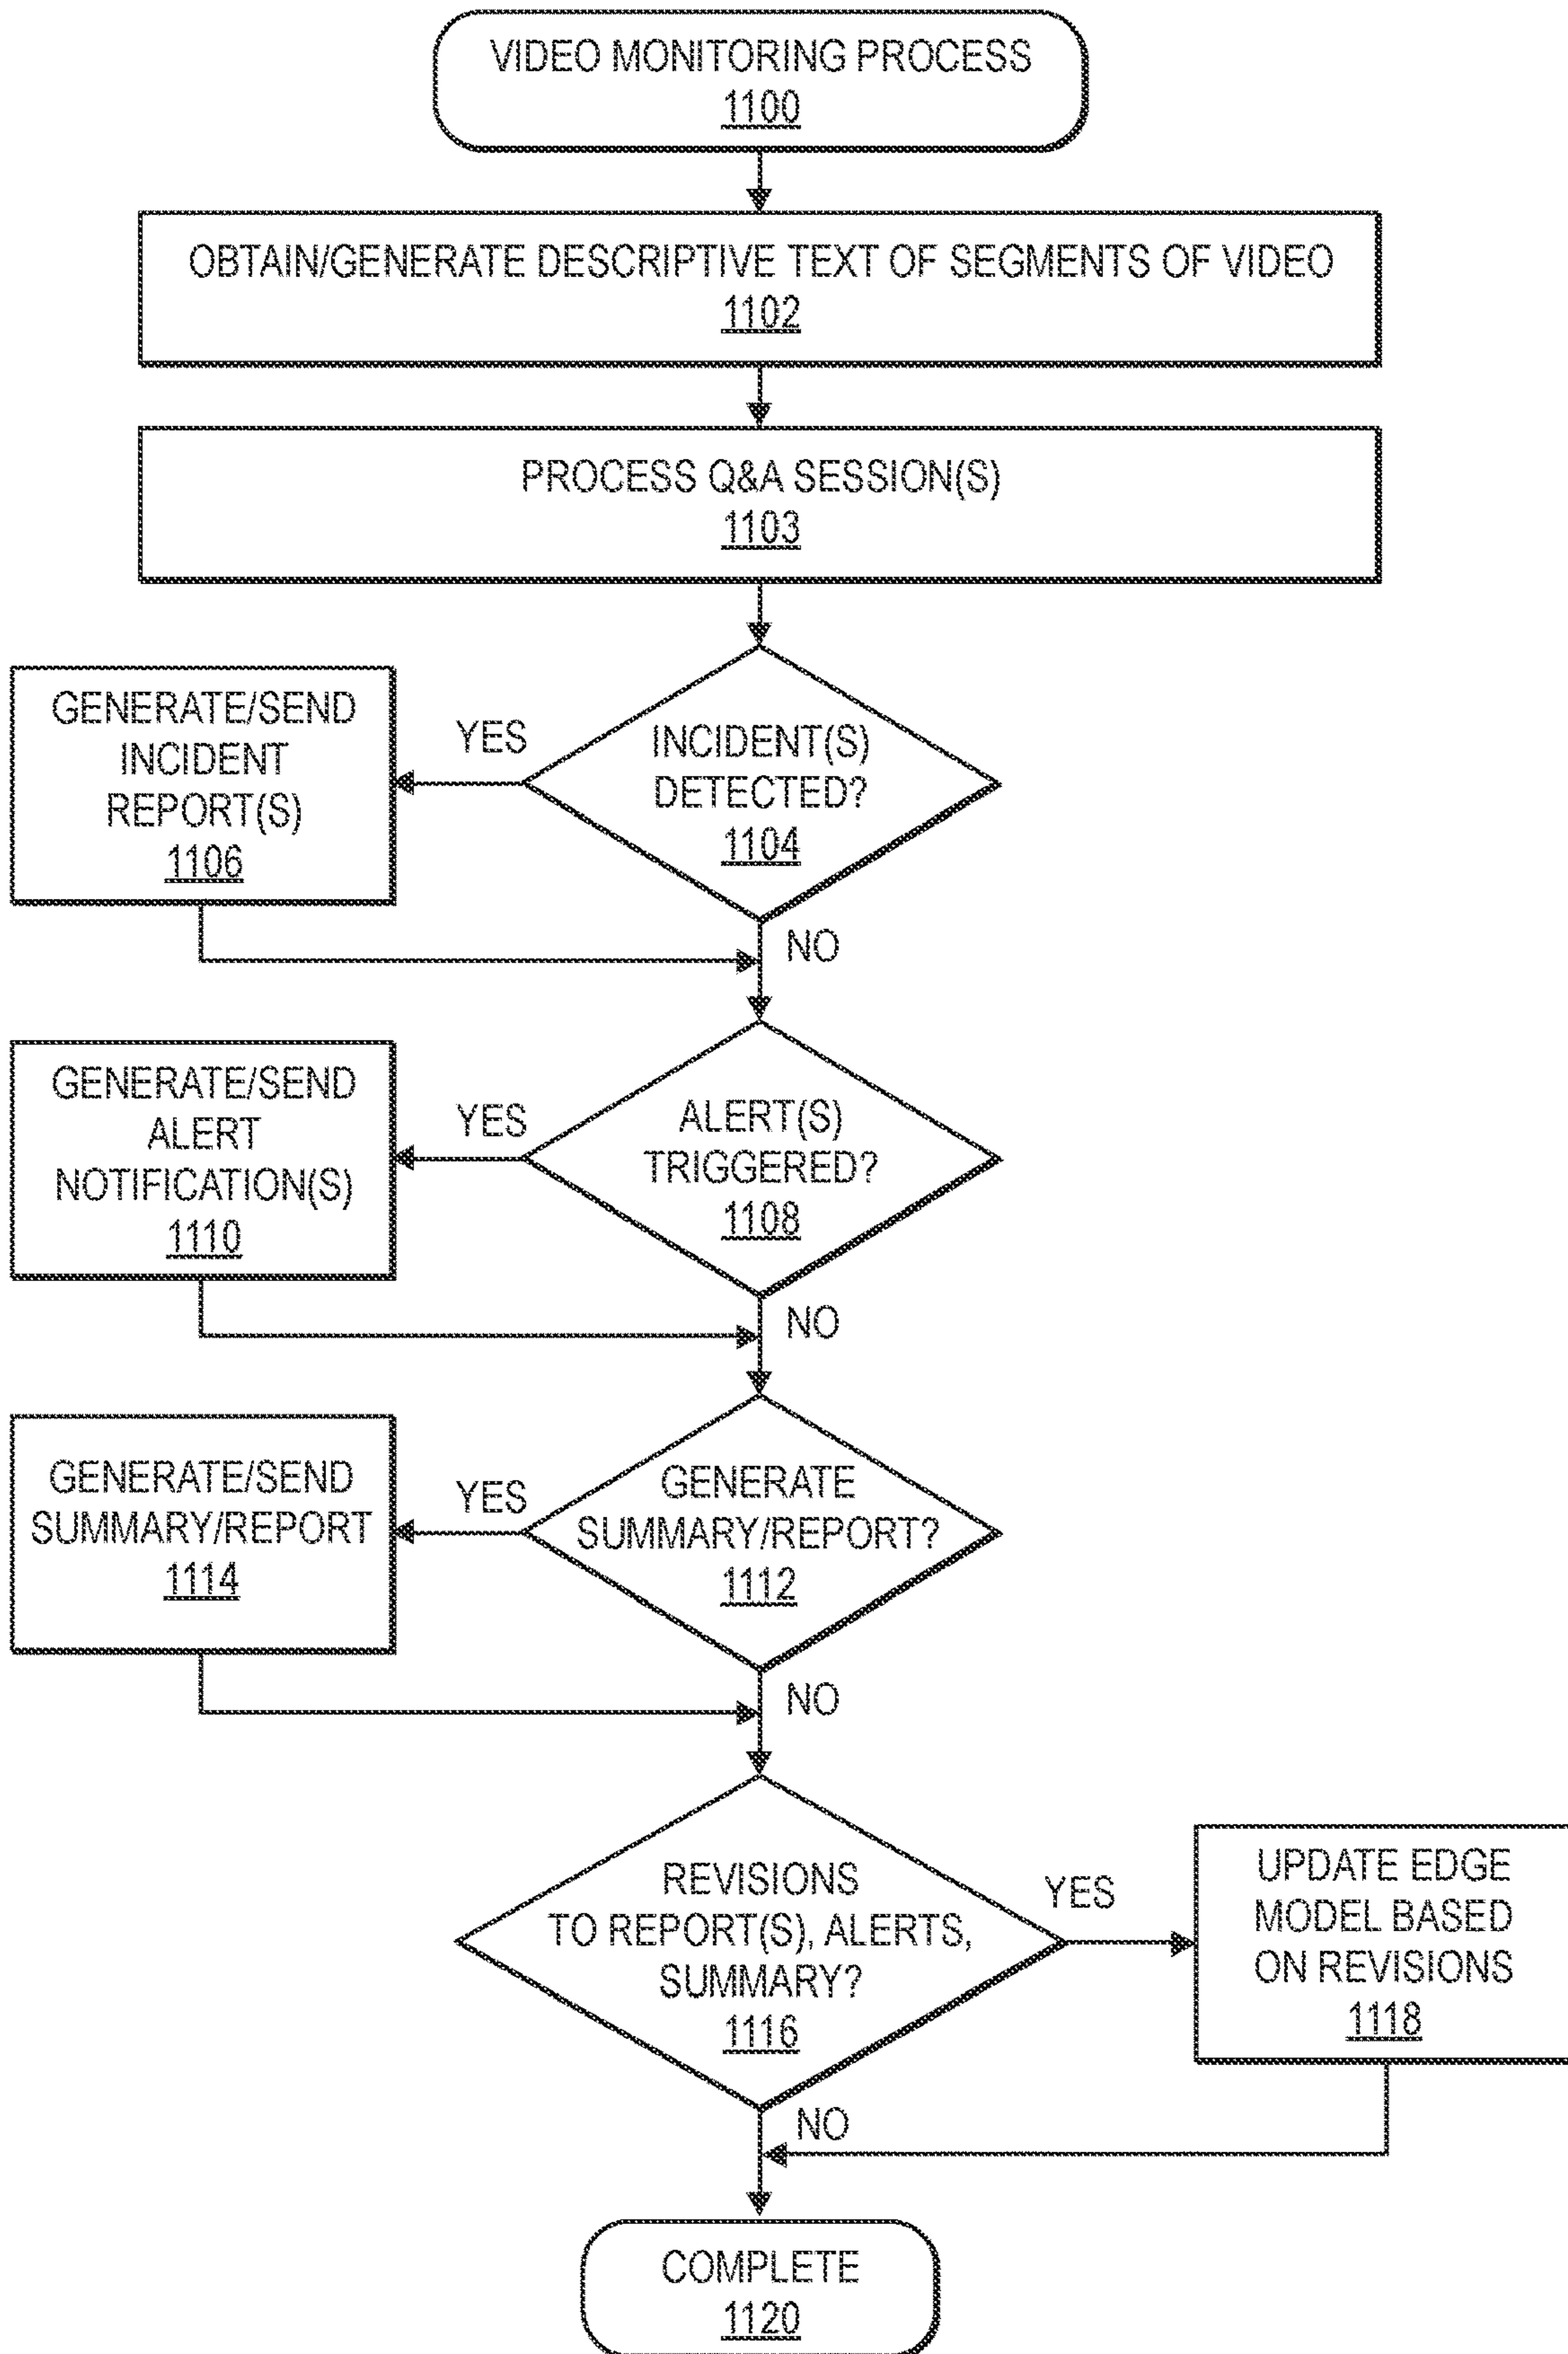 VIDEO MONITORING PROCESS
1100
OBTAIN/GENERATE DESCRIPTIVE TEXT OF SEGMENTS OF VIDEO
1102
PROCESS Q&A SESSION(S)
1103
INCIDENT(S)
DETECTED?
1104
YES
GENERATE/SEND
INCIDENT
REPORT(S)
1106
NO
ALERT(S)
TRIGGERED?
1108
YES
GENERATE/SEND
ALERT
NOTIFICATION(S)
1110
NO
GENERATE
SUMMARY/REPORT?
1112
YES
GENERATE/SEND
SUMMARY/REPORT
1114
NO
REVISIONS
TO REPORT(S), ALERTS,
SUMMARY?
1116
YES
UPDATE EDGE
MODEL BASED
ON REVISIONS
1118
NO
COMPLETE
1120